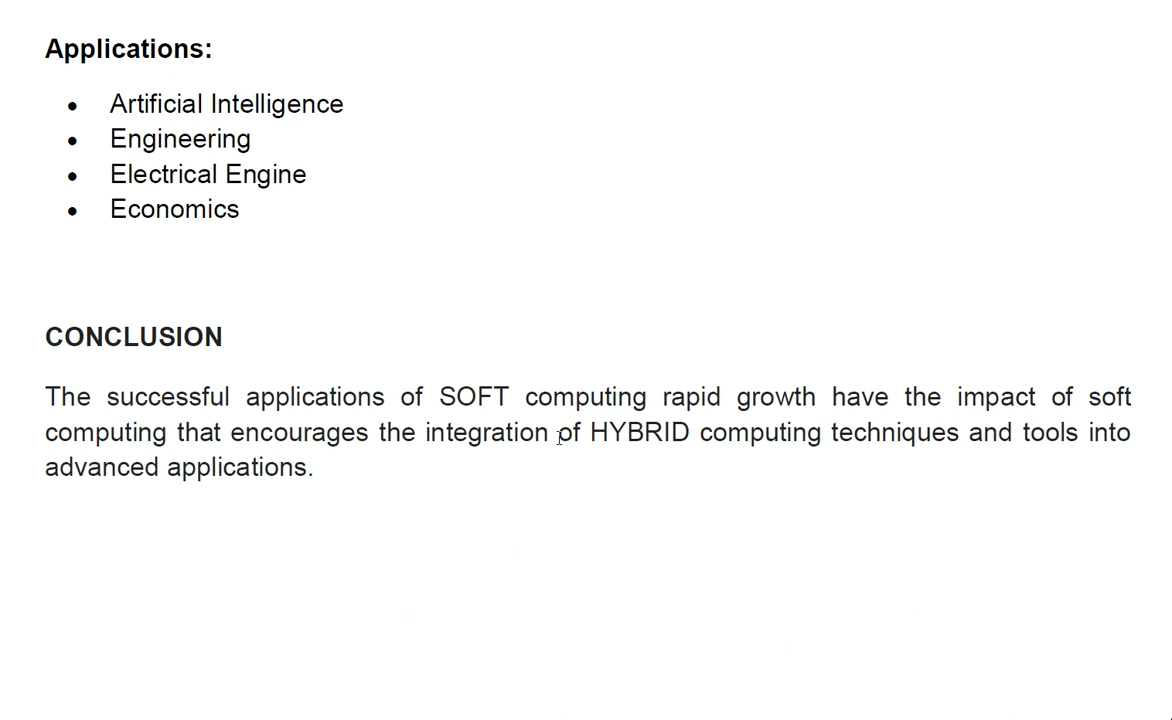 Applications:
• Artificial Intelligence
• Engineering
• Electrical Engine
• Economics
CONCLUSION
The successful applications of SOFT computing rapid growth have the impact of soft
computing that encourages the integration of HYBRID computing techniques and tools into
advanced applications.